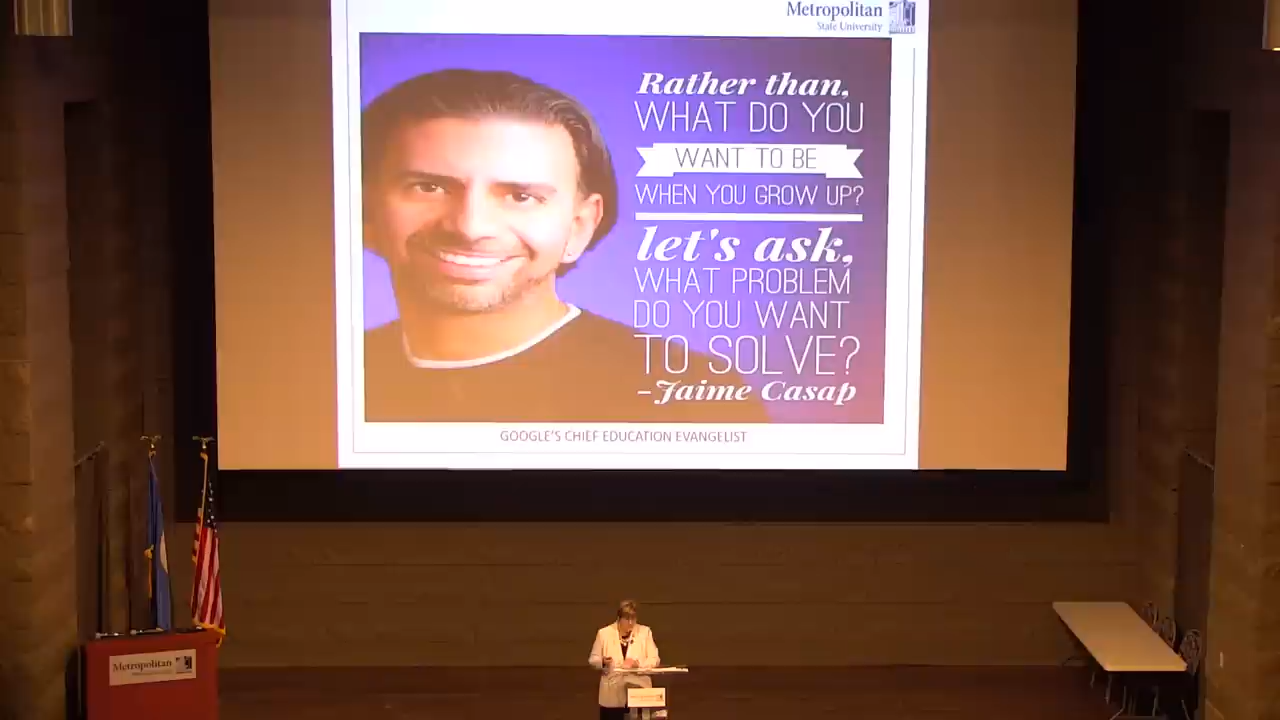 Metropolitan
State University
Rather than,
WHAT DO YOU
WANT TO BE
WHEN YOU GROW UP?
let's ask,
WHAT PROBLEM
DO YOU WANT
TO SOLVE?
-Jaime Casap
GOOGLE'S CHIEF EDUCATION EVANGELIST
Metropolitan